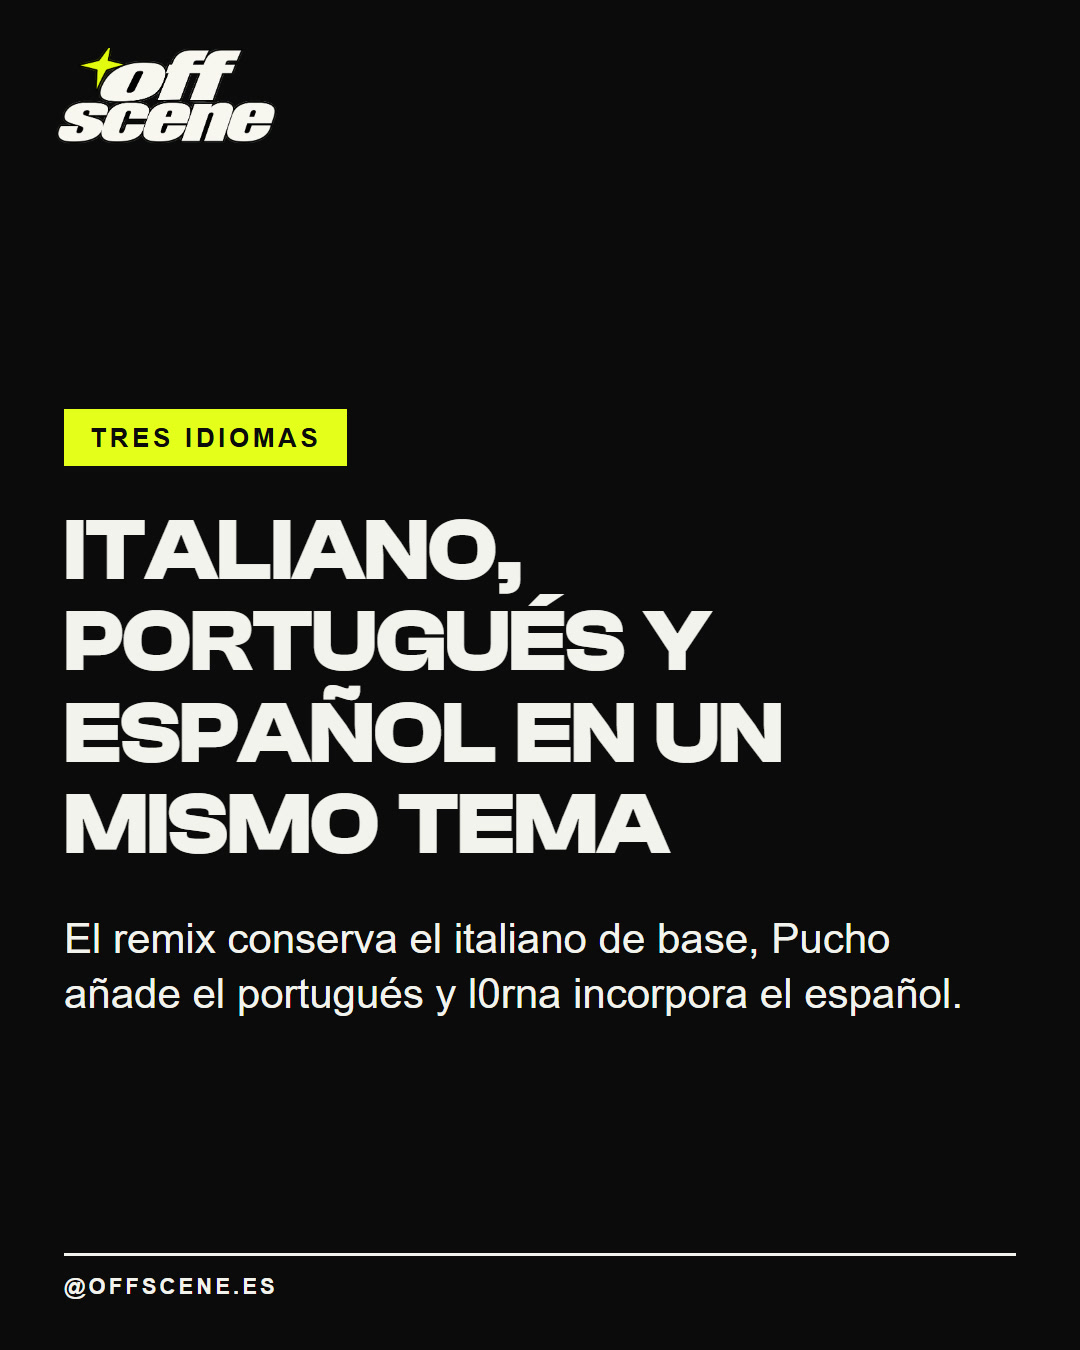 off
scene
TRES IDIOMAS
ITALIANO,
PORTUGUÉS Y
ESPAÑOL EN UN
MISMO TEMA
El remix conserva el italiano de base, Pucho
añade el portugués y l0rna incorpora el español.
@OFFSCENE.ES